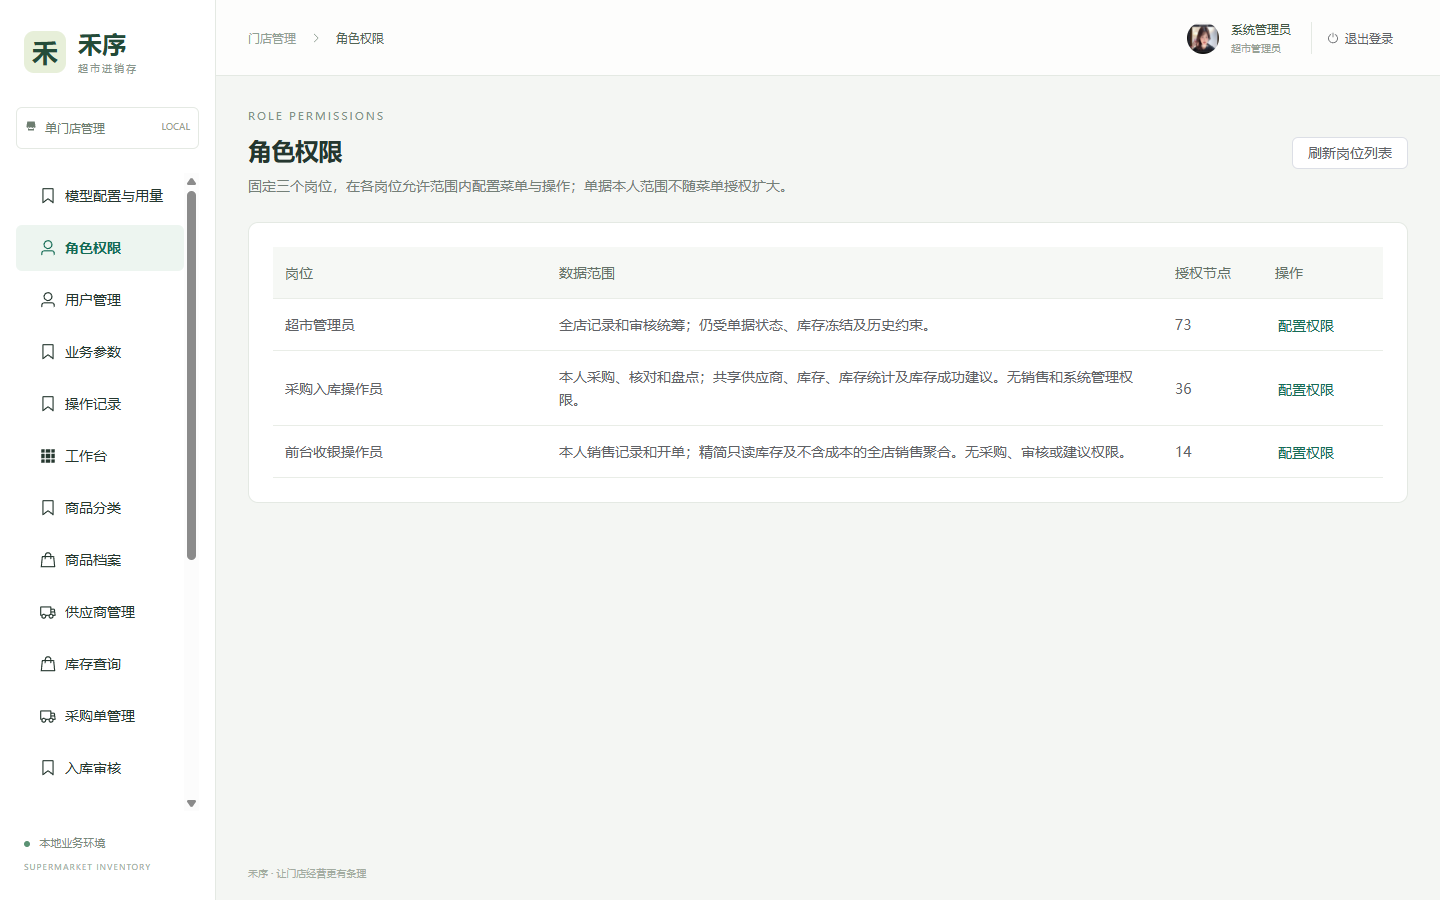 禾
禾序
超市进销存
单门店管理 LOCAL
模型配置与用量
角色权限
用户管理
业务参数
操作记录
工作台
商品分类
商品档案
供应商管理
库存查询
采购单管理
入库审核
本地业务环境
SUPERMARKET INVENTORY
门店管理 > 角色权限
系统管理员
超市管理员
退出登录
ROLE PERMISSIONS
角色权限
刷新岗位列表
固定三个岗位，在各岗位允许范围内配置菜单与操作；单据本人范围不随菜单授权扩大。
岗位 数据范围 授权节点 操作
超市管理员 全店记录和审核统筹；仍受单据状态、库存冻结及历史约束。 73 配置权限
采购入库操作员 本人采购、核对和盘点；共享供应商、库存、库存统计及库存成功建议。无销售和系统管理权
限。 36 配置权限
前台收银操作员 本人销售记录和开单；精简只读库存及不含成本的全店销售聚合。无采购、审核或建议权限。 14 配置权限
禾序 · 让门店经营更有条理